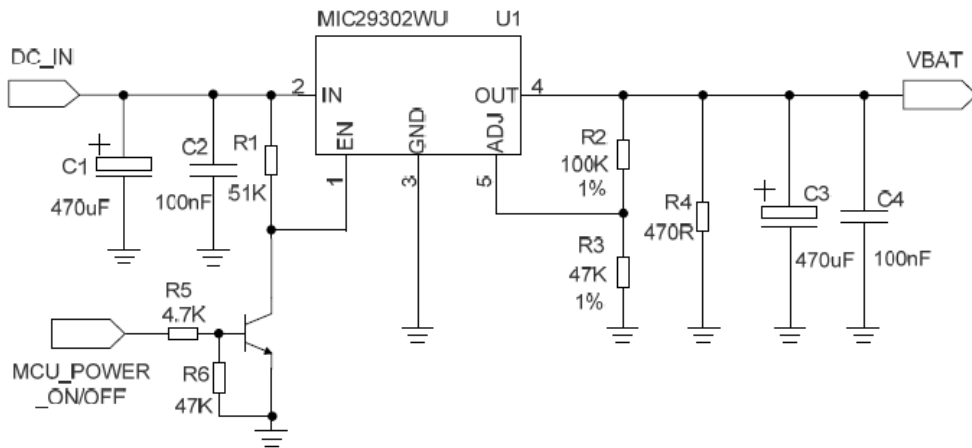 MIC29302WU U1
DC_IN
VBAT
2
IN
OUT
4
EN
GND
ADJ
1
3
5
C1
470uF
C2
100nF
R1
51K
R2
100K
1%
R3
47K
1%
R4
470R
C3
470uF
C4
100nF
R5
4.7K
MCU_POWER
_ON/OFF
R6
47K